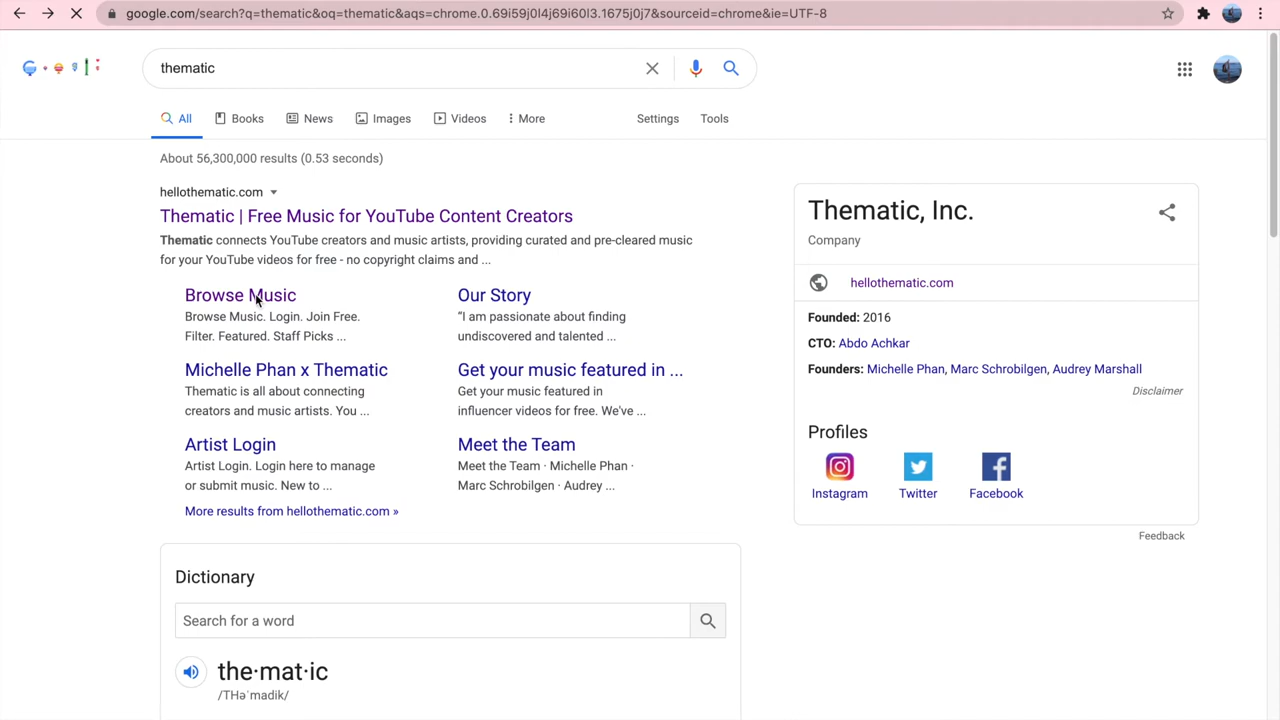 google.com/search?q=thematic&oq=thematic&aqs=chrome.0.69i59j0l4j69i60l3.1675j0j7&sourceid=chrome&ie=UTF-8
thematic
All Books News Images Videos More Settings Tools
About 56,300,000 results (0.53 seconds)
hellothematic.com
Thematic | Free Music for YouTube Content Creators
Thematic connects YouTube creators and music artists, providing curated and pre-cleared music
for your YouTube videos for free - no copyright claims and ...
Browse Music
Browse Music. Login. Join Free.
Filter. Featured. Staff Picks ...
Our Story
“I am passionate about finding
undiscovered and talented ...
Michelle Phan x Thematic
Thematic is all about connecting
creators and music artists. You ...
Get your music featured in ...
Get your music featured in
influencer videos for free. We've ...
Artist Login
Artist Login. Login here to manage
or submit music. New to ...
Meet the Team
Meet the Team · Michelle Phan ·
Marc Schrobilgen · Audrey ...
More results from hellothematic.com »
Dictionary
Search for a word
the·mat·ic
/THəˈmadik/
Thematic, Inc.
Company
hellothematic.com
Founded: 2016
CTO: Abdo Achkar
Founders: Michelle Phan, Marc Schrobilgen, Audrey Marshall
Disclaimer
Profiles
Instagram Twitter Facebook
Feedback